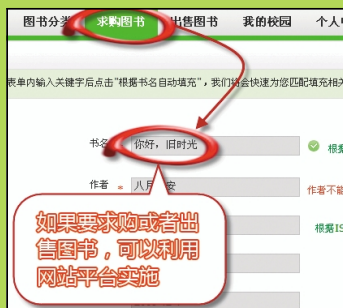 图书分类 求购图书 出售图书 我的校园 个人
表单内输入关键字后点击"根据书名自动填充",我们将会快速为您匹配填充相关
书名 你好,旧时光 根据
作者 * 八月 安 作者不能
根据IS
如果要求购或者出
售图书,可以利用
网站平台实施